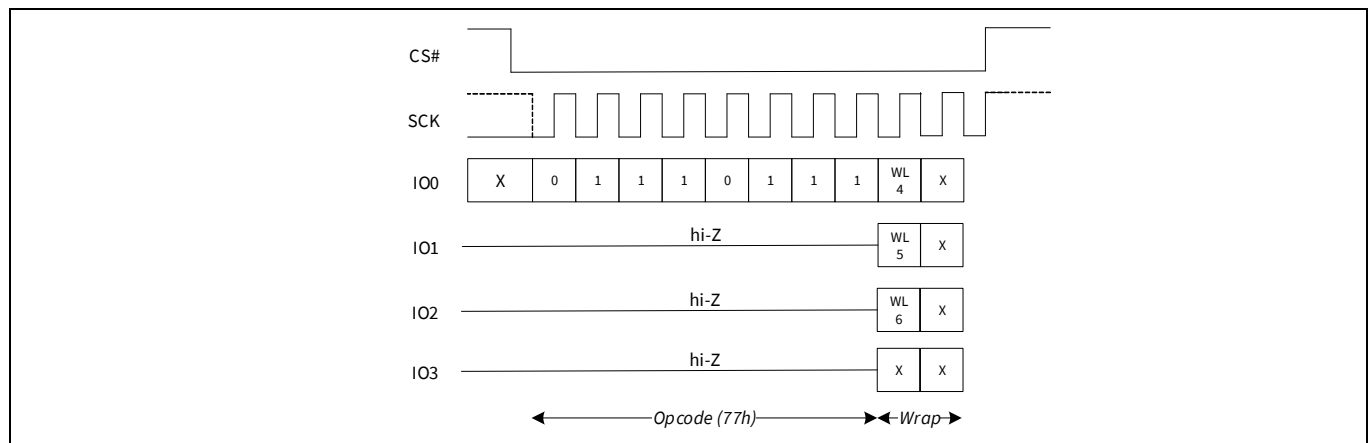 CS#
SCK
IO0 X 0 1 1 1 0 1 1 1 WL 4 X
hi-Z
IO1 WL 5 X
hi-Z
IO2 WL 6 X
hi-Z
IO3 X X
Opcode (77h) Wrap